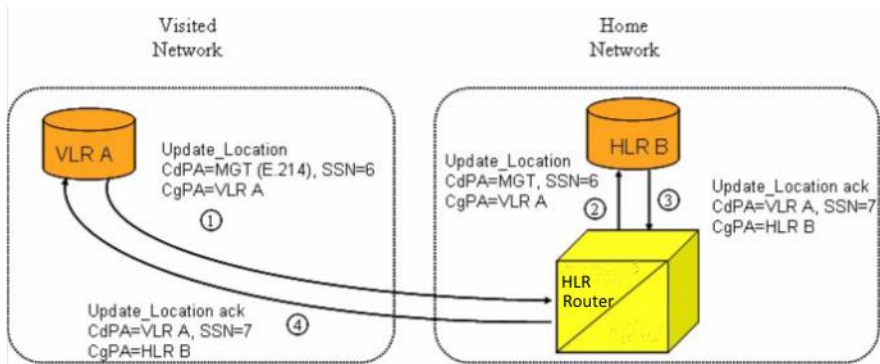 Visited
Network
Home
Network
VLR A
Update_Location
CdPA=MGT (E.214), SSN=6
CgPA=VLR A
①
HLR B
Update_Location
CdPA=MGT, SSN=6
CgPA=VLR A
②
③
Update_Location ack
CdPA=VLR A, SSN=7
CgPA=HLR B
HLR
Router
Update_Location ack
CdPA=VLR A, SSN=7
CgPA=HLR B
④